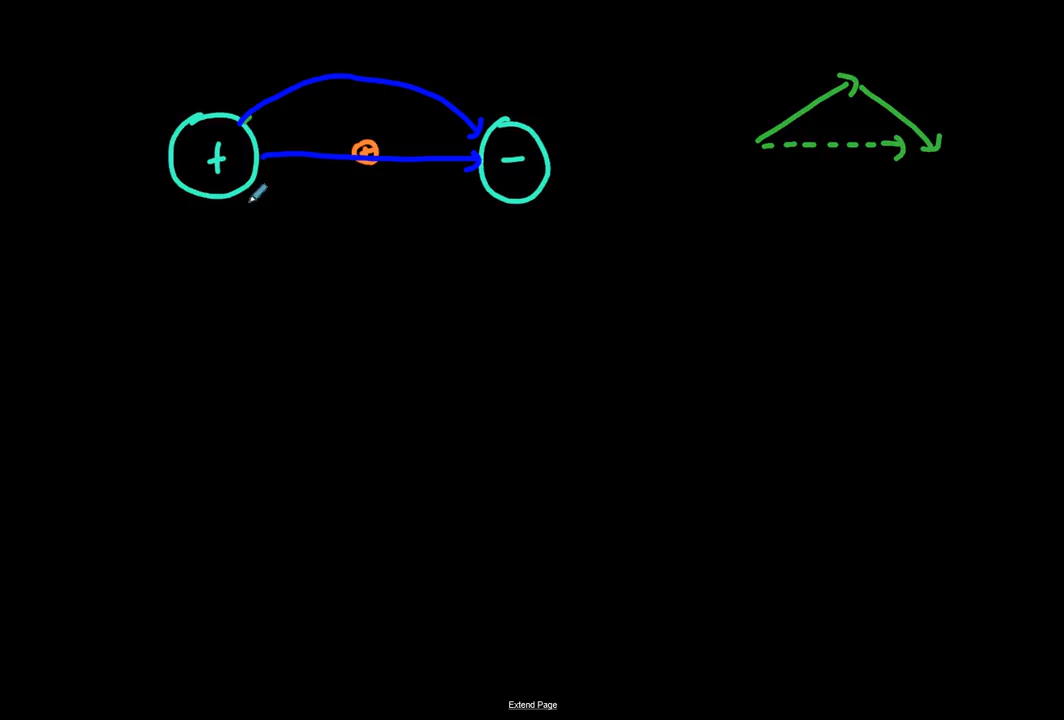 + + −
Extend Page